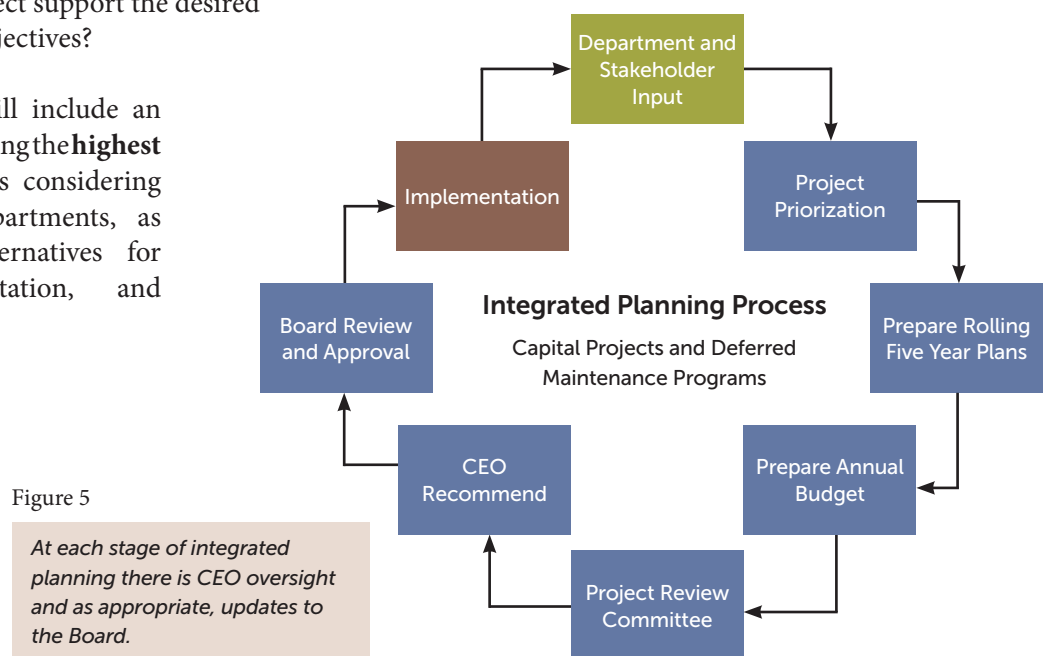 ect support the desired
jectives?
ll include an
ng the highest
s considering
partments, as
ernatives for
tation, and
Department and
Stakeholder
Input
Project
Priorization
Prepare Rolling
Five Year Plans
Prepare Annual
Budget
Project Review
Committee
CEO
Recommend
Board Review
and Approval
Implementation
Integrated Planning Process
Capital Projects and Deferred
Maintenance Programs
Figure 5
At each stage of integrated
planning there is CEO oversight
and as appropriate, updates to
the Board.